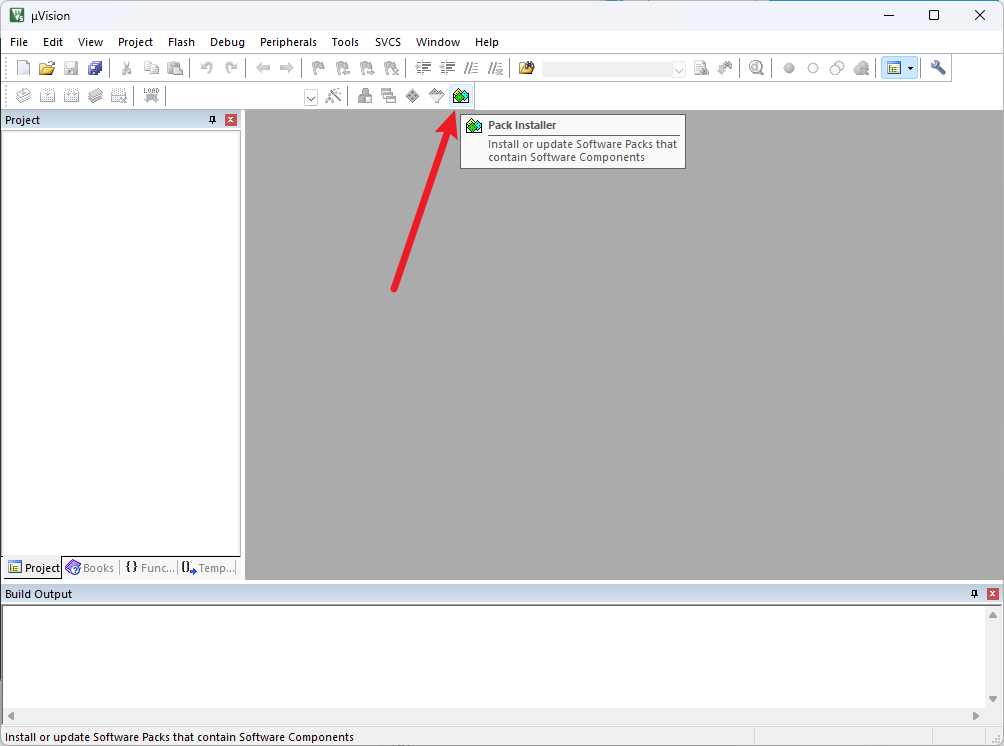 µVision
File Edit View Project Flash Debug Peripherals Tools SVCS Window Help
LOAD
Project
Pack Installer
Install or update Software Packs that
contain Software Components
Project Books {} Func... {} Temp...
Build Output
Install or update Software Packs that contain Software Components